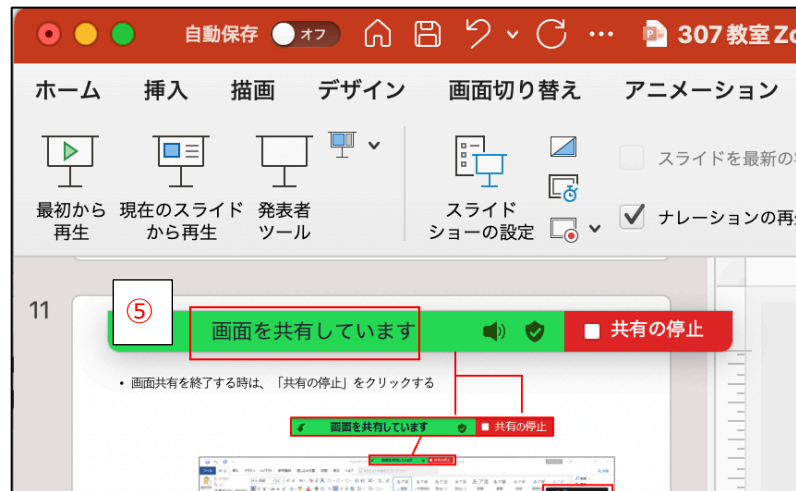 自動保存 オフ ··· 307教室Zo
ホーム 挿入 描画 デザイン 画面切り替え アニメーション
スライドを最新の
最初から 現在のスライド 発表者 スライド
再生 から再生 ツール ショーの設定 ナレーションの再
11
⑤
画面を共有しています 共有の停止
• 画面共有を終了する時は、「共有の停止」をクリックする
画面を共有しています 共有の停止